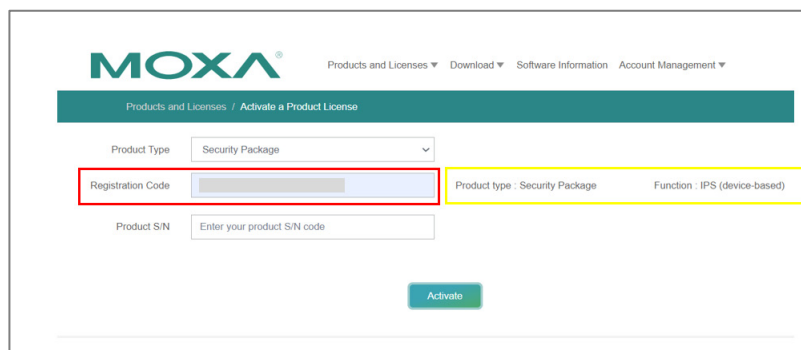 MOXA®
Products and Licenses ▼ Download ▼ Software Information Account Management ▼
Products and Licenses / Activate a Product License
Product Type Security Package
Registration Code Product type : Security Package Function : IPS (device-based)
Product S/N Enter your product S/N code
Activate